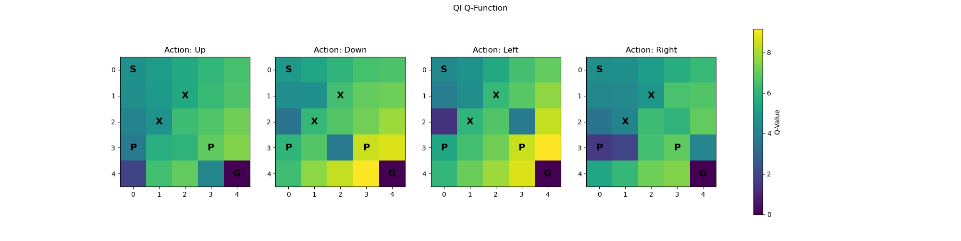 QI Q-Function
Action: Up
Action: Down
Action: Left
Action: Right
0 S
1 X
2 X
3 P P
4 G
0 1 2 3 4
0 S
1 X
2 X
3 P P
4 G
0 1 2 3 4
0 S
1 X
2 X
3 P P
4 G
0 1 2 3 4
0 S
1 X
2 X
3 P P
4 G
0 1 2 3 4
8
6
4
2
0
Q-Value